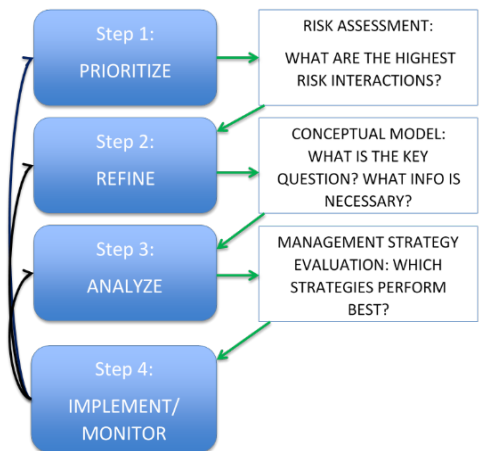 Step 1:
PRIORITIZE
RISK ASSESSMENT:
WHAT ARE THE HIGHEST
RISK INTERACTIONS?
Step 2:
REFINE
CONCEPTUAL MODEL:
WHAT IS THE KEY
QUESTION? WHAT INFO IS
NECESSARY?
Step 3:
ANALYZE
MANAGEMENT STRATEGY
EVALUATION: WHICH
STRATEGIES PERFORM
BEST?
Step 4:
IMPLEMENT/
MONITOR